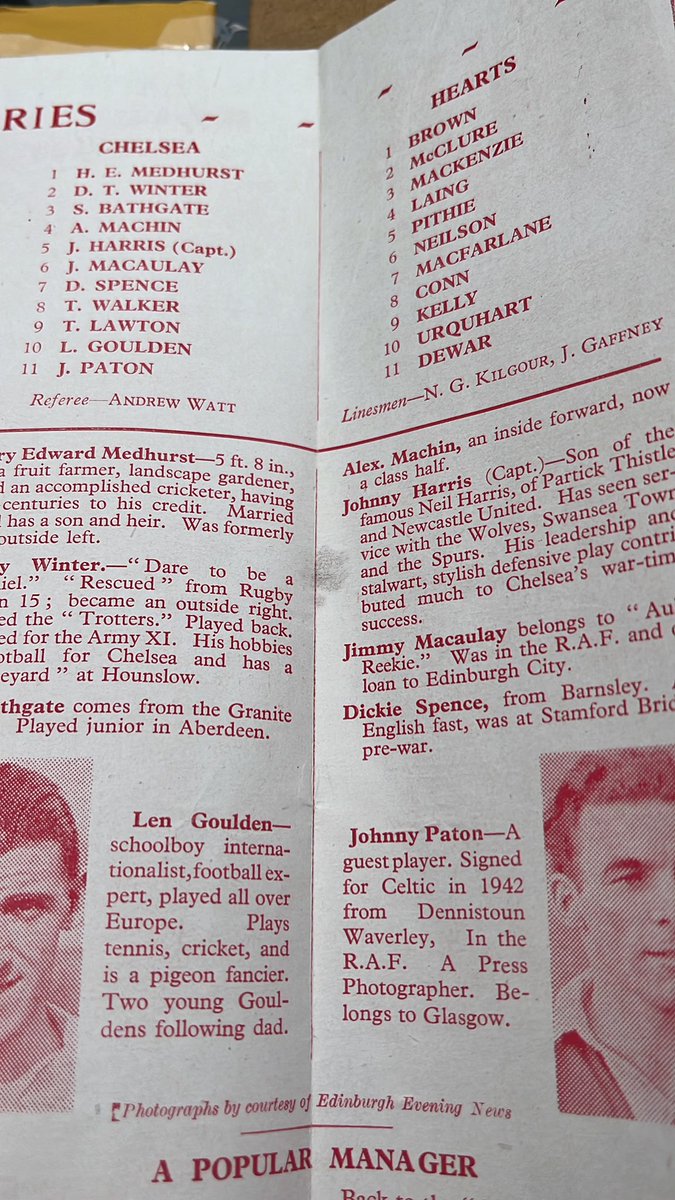 RIES
CHELSEA
1 H. E. MEDHURST
2 D. T. WINTER
3 S. BATHGATE
4 A. MACHIN
5 J. HARRIS (Capt.)
6 J. MACAULAY
7 D. SPENCE
8 T. WALKER
9 T. LAWTON
10 L. GOULDEN
11 J. PATON
Referee—ANDREW WATT
HEARTS
1 BROWN
2 McCLURE
3 MACKENZIE
4 LAING
5 PITHIE
6 NEILSON
7 MACFARLANE
8 CONN
9 KELLY
10 URQUHART
11 DEWAR
Linesmen—N. G. KILGOUR, J. GAFFNEY
ry Edward Medhurst—5 ft. 8 in.,
a fruit farmer, landscape gardener,
d an accomplished cricketer, having
centuries to his credit. Married
l has a son and heir. Was formerly
outside left.
y Winter.—“Dare to be a
iel.” “Rescued” from Rugby
n 15; became an outside right.
ed the “Trotters.” Played back.
ed for the Army XI. His hobbies
otball for Chelsea and has a
eyard” at Hounslow.
thgate comes from the Granite
Played junior in Aberdeen.
Len Goulden—
schoolboy interna-
tionalist, football ex-
pert, played all over
Europe. Plays
tennis, cricket, and
is a pigeon fancier.
Two young Goul-
dens following dad.
Alex. Machin, an inside forward, now
a class half.
Johnny Harris (Capt.)—Son of the
famous Neil Harris, of Partick Thistle
and Newcastle United. Has seen ser-
vice with the Wolves, Swansea Town
and the Spurs. His leadership and
stalwart, stylish defensive play contri
buted much to Chelsea's war-tim
success.
Jimmy Macaulay belongs to “Au
Reekie.” Was in the R.A.F. and o
loan to Edinburgh City.
Dickie Spence, from Barnsley. A
English fast, was at Stamford Brid
pre-war.
Johnny Paton—A
guest player. Signed
for Celtic in 1942
from Dennistoun
Waverley, In the
R.A.F. A Press
Photographer. Be-
longs to Glasgow.
[Photographs by courtesy of Edinburgh Evening News
A POPULAR MANAGER
Back to the